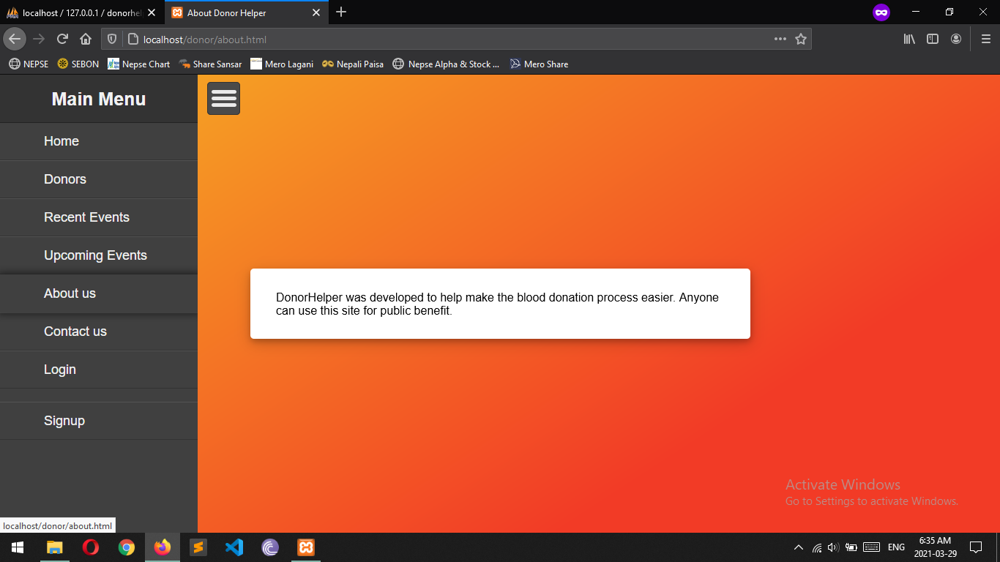 localhost / 127.0.0.1 / donorhel
About Donor Helper
localhost/donor/about.html
NEPSE
SEBON
Nepse Chart
Share Sansar
Mero Lagani
Nepali Paisa
Nepse Alpha & Stock ...
Mero Share
Main Menu
Home
Donors
Recent Events
Upcoming Events
About us
Contact us
Login
Signup
DonorHelper was developed to help make the blood donation process easier. Anyone
can use this site for public benefit.
Activate Windows
Go to Settings to activate Windows.
localhost/donor/about.html
ENG
6:35 AM
2021-03-29